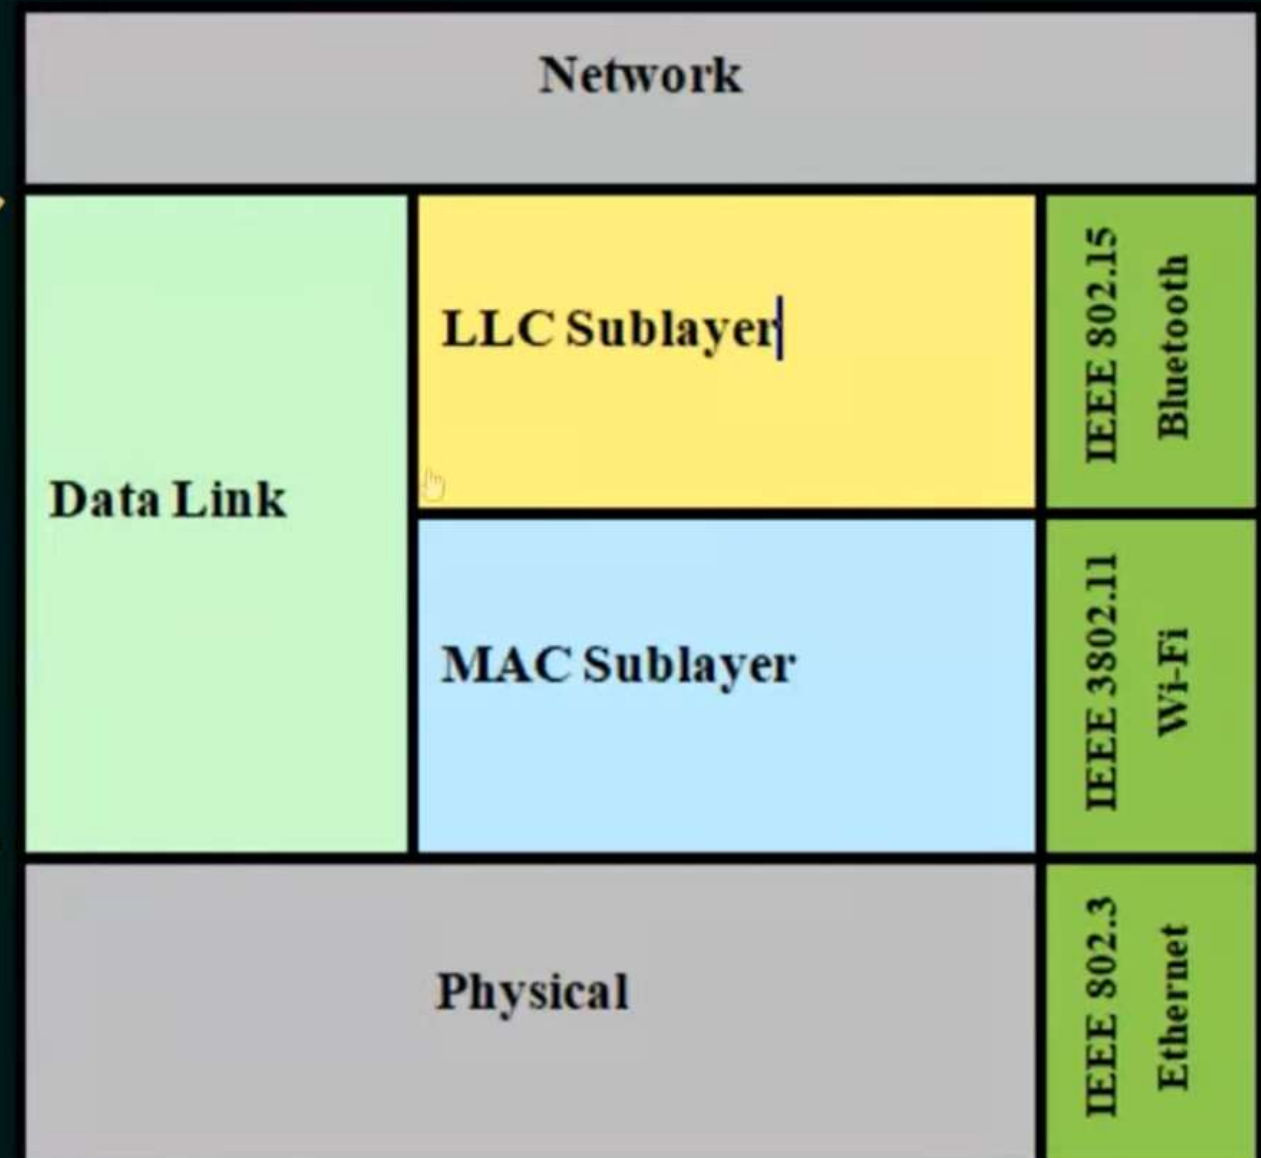 Network
Data Link
LLC Sublayer
MAC Sublayer
Physical
IEEE 802.15
Bluetooth
IEEE 3802.11
Wi-Fi
IEEE 802.3
Ethernet